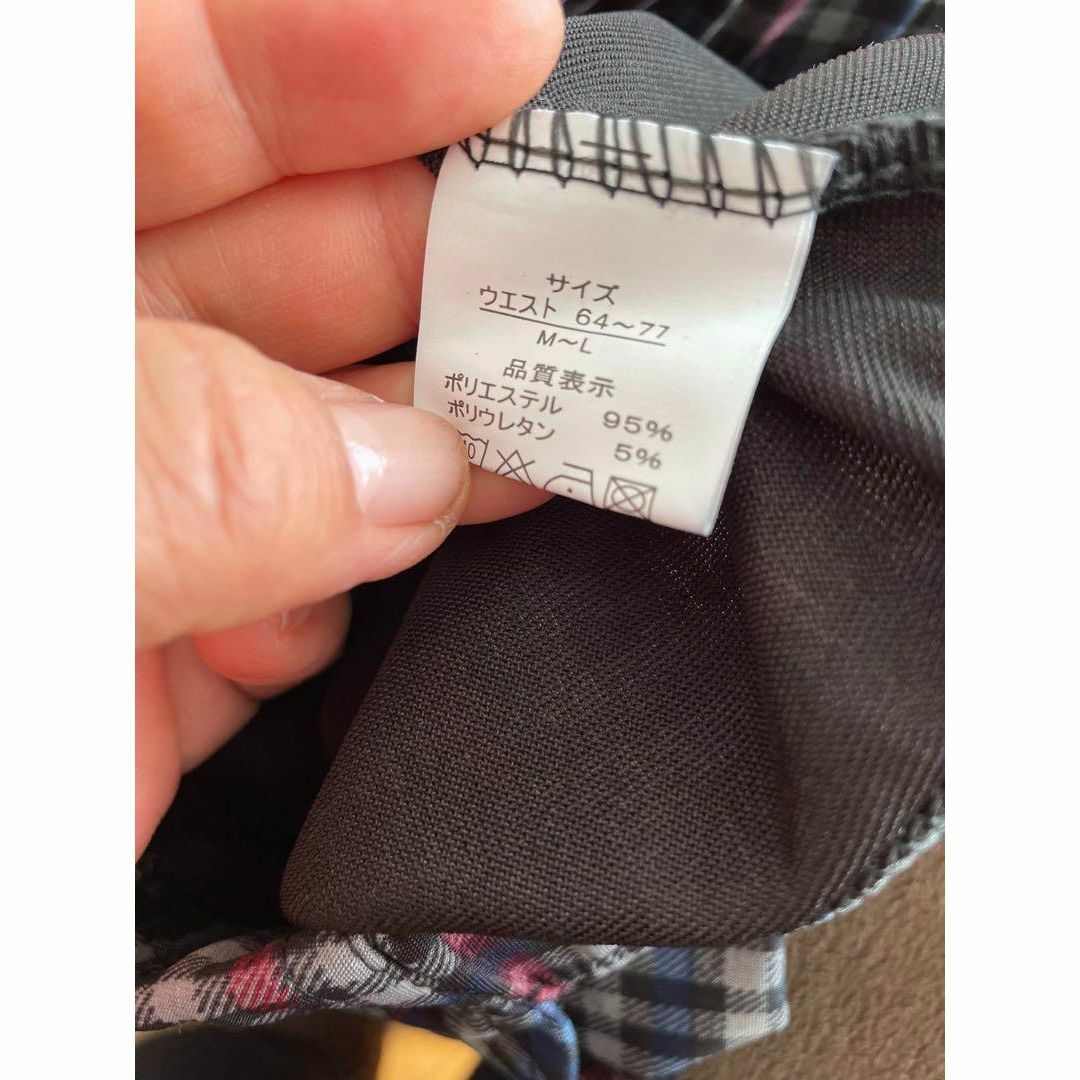 サイズ
ウエスト 64～77
M～L
品質表示
ポリエステル 95%
ポリウレタン 5%